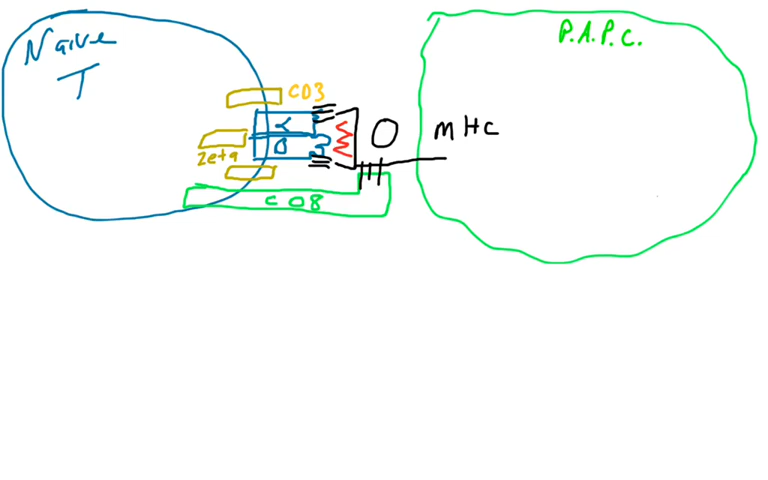 Naive
T
P.A.P.C.
CD3
α
β
zeta
MHC
CD8